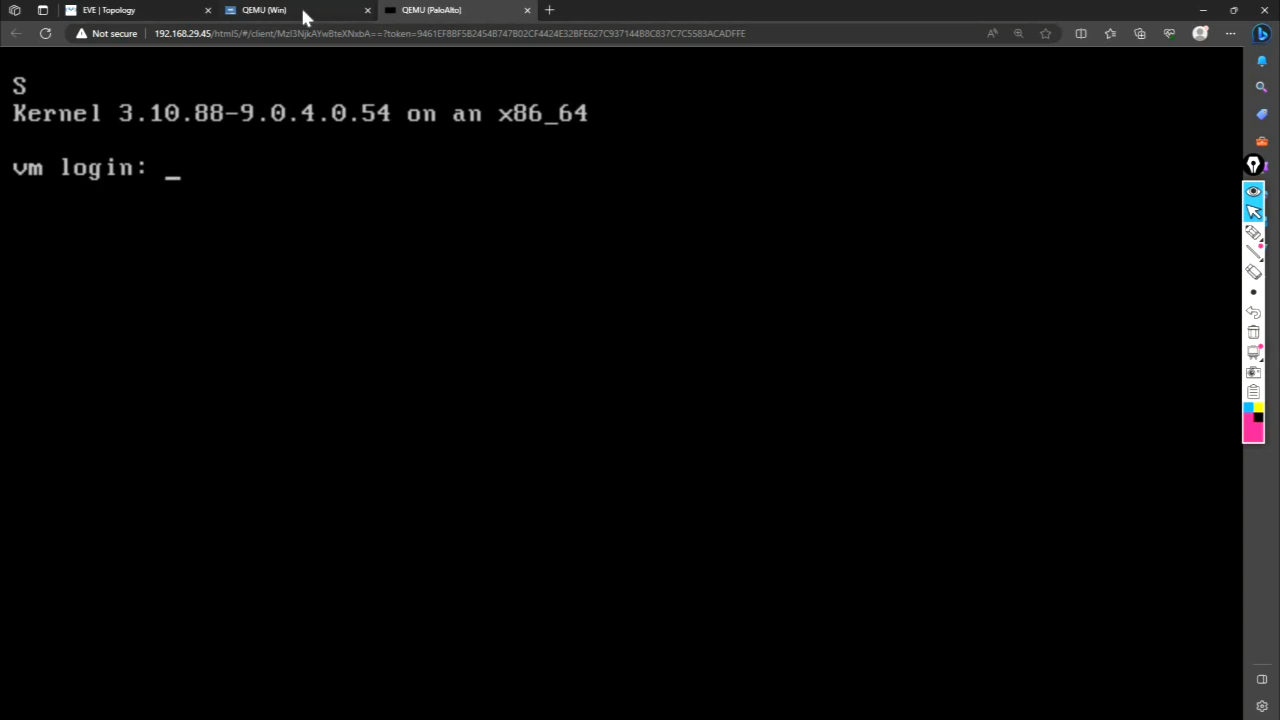 EVE | Topology
QEMU (Win)
QEMU (PaloAlto)
Not secure
192.168.29.45/html5/#/client/MzI3NjkAYwBteXNxbA==?token=9461EF8BF5B2454B747B02CF4424E32BFE627C937144B8C837C7C5583ACADFFE
S
Kernel 3.10.88-9.0.4.0.54 on an x86_64
vm login: _